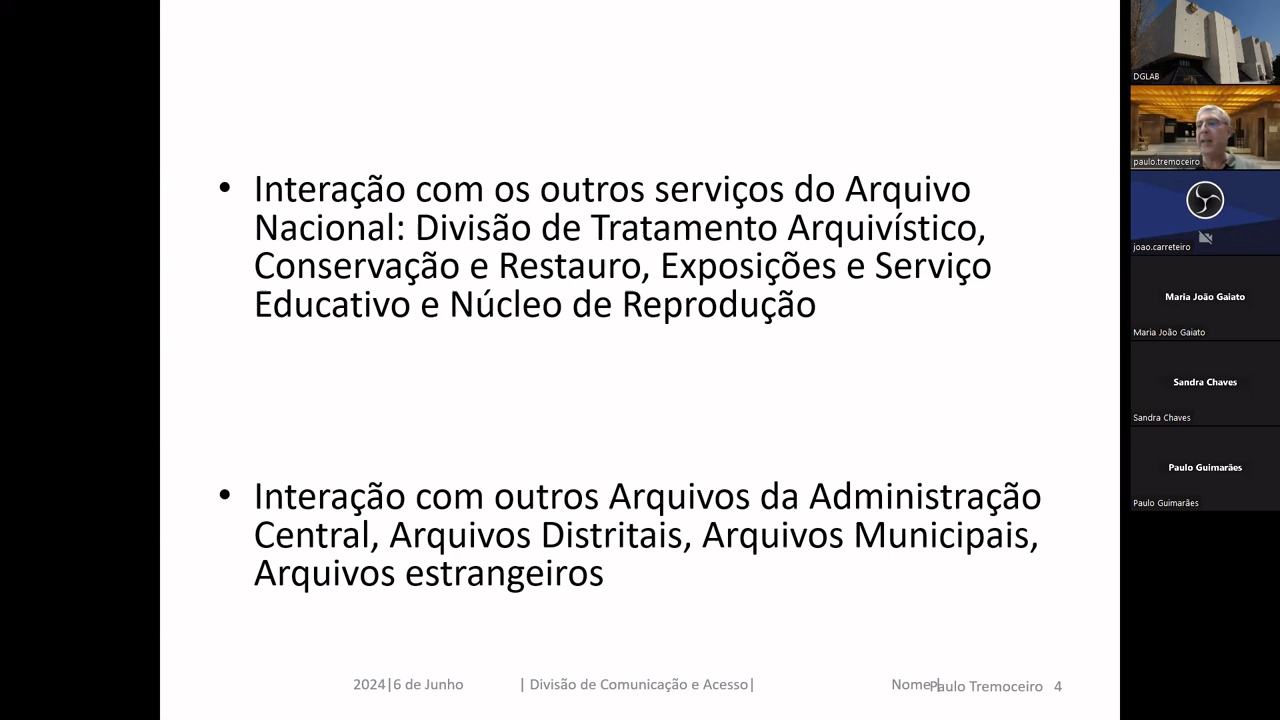 • Interação com os outros serviços do Arquivo
Nacional: Divisão de Tratamento Arquivístico,
Conservação e Restauro, Exposições e Serviço
Educativo e Núcleo de Reprodução
• Interação com outros Arquivos da Administração
Central, Arquivos Distritais, Arquivos Municipais,
Arquivos estrangeiros
2024|6 de Junho | Divisão de Comunicação e Acesso| Nome| Paulo Tremoceiro 4
DGLAB
paulo.tremoceiro
joao.carreteiro
Maria João Gaiato
Maria João Gaiato
Sandra Chaves
Sandra Chaves
Paulo Guimarães
Paulo Guimarães